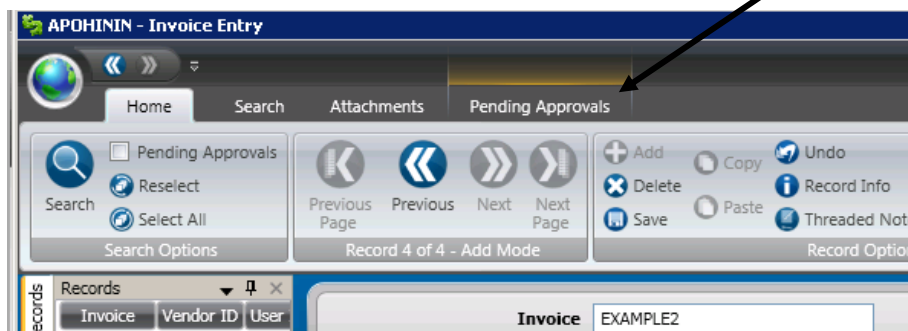 APOHININ - Invoice Entry
Home Search Attachments Pending Approvals
Pending Approvals
Reselect
Select All
Search
Search Options
Previous Page
Previous
Next
Next Page
Record 4 of 4 - Add Mode
Add
Delete
Save
Copy
Paste
Undo
Record Info
Threaded Not
Record Optio
Records
Invoice Vendor ID User
Invoice EXAMPLE2